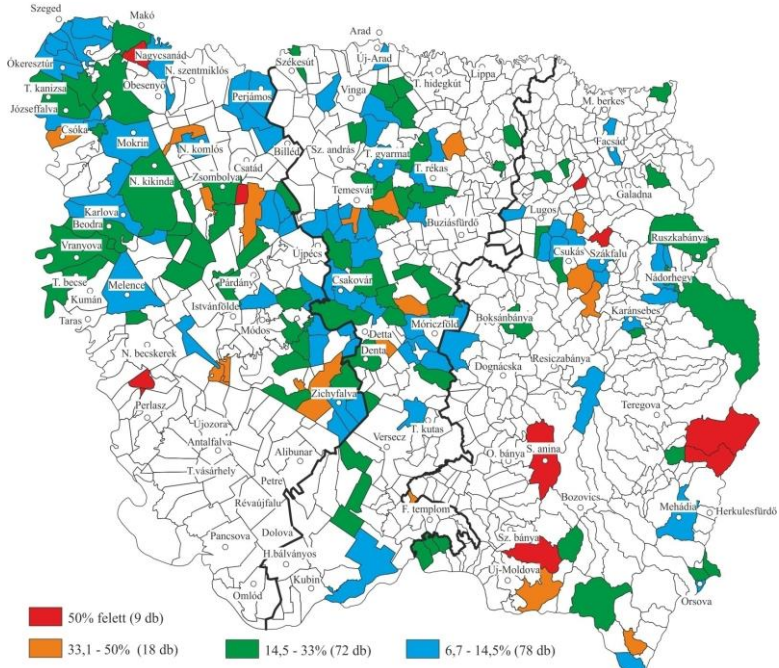 Szeged
Makó
Arad
Nagycsanád
Székesút
Új-Arad
Ókeresztúr
N. szentmiklós
T. hidegkút
Lippa
T. kanizsa
Obesenyő
Perjámos
Vinga
M. berkes
Józseffalva
Csóka
Facsád
Mokrin
N. komlós
Sz. andrás
T. gyarmat
Csatád
Billéd
N. kikinda
Zsombolya
T. rékas
Galadna
Temesvár
Karlova
Lugos
Beodra
Buziásfürdő
Vranyova
Újpécs
Csukás
Szákfalu
Ruszkabánya
T. becse
Melence
Párdány
Csakovár
Nádorhegy
Kumán
Istvánfölde
Taras
Módos
Móriczföld
Boksánbánya
Karánsebes
Detta
N. becskerek
Denta
Dognácska
Resiczabánya
Zichyfalva
Perlasz
Teregova
Újozora
T. kutas
Antalfalva
Versecz
Alibunar
O. bánya
S. anina
T.vásárhely
Petre
Révaújfalu
Bozovics
Mehádia
Herkulesfürdő
F. templom
Pancsova
Dolova
Sz. bánya
H.bálványos
Új-Moldova
Kubin
Omlód
Orsova
50% felett (9 db)
33,1 - 50% (18 db)
14,5 - 33% (72 db)
6,7 - 14,5% (78 db)